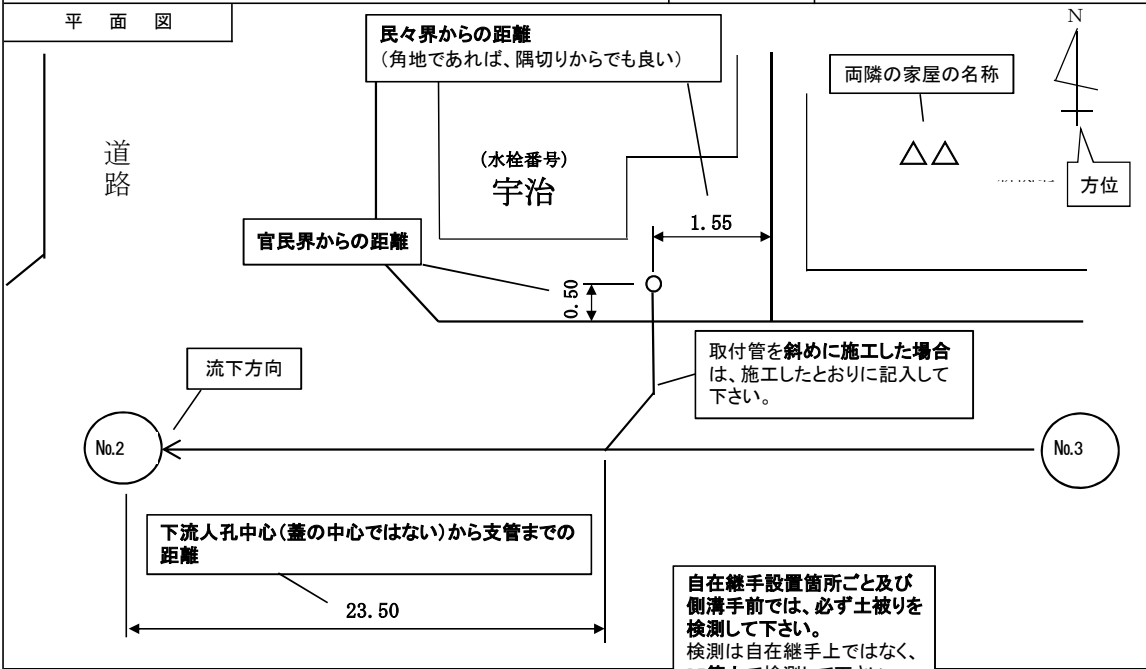 平面図
民々界からの距離
(角地であれば、隅切りからでも良い)
両隣の家屋の名称
N
道路
(水栓番号)
宇治
△△
方位
官民界からの距離
1.55
0.50
取付管を斜めに施工した場合
は、施工したとおりに記入して
下さい。
流下方向
No.2
No.3
下流人孔中心(蓋の中心ではない)から支管までの
距離
23.50
自在継手設置箇所ごと及び
側溝手前では、必ず土被りを
検測して下さい。
検測は自在継手上ではなく、